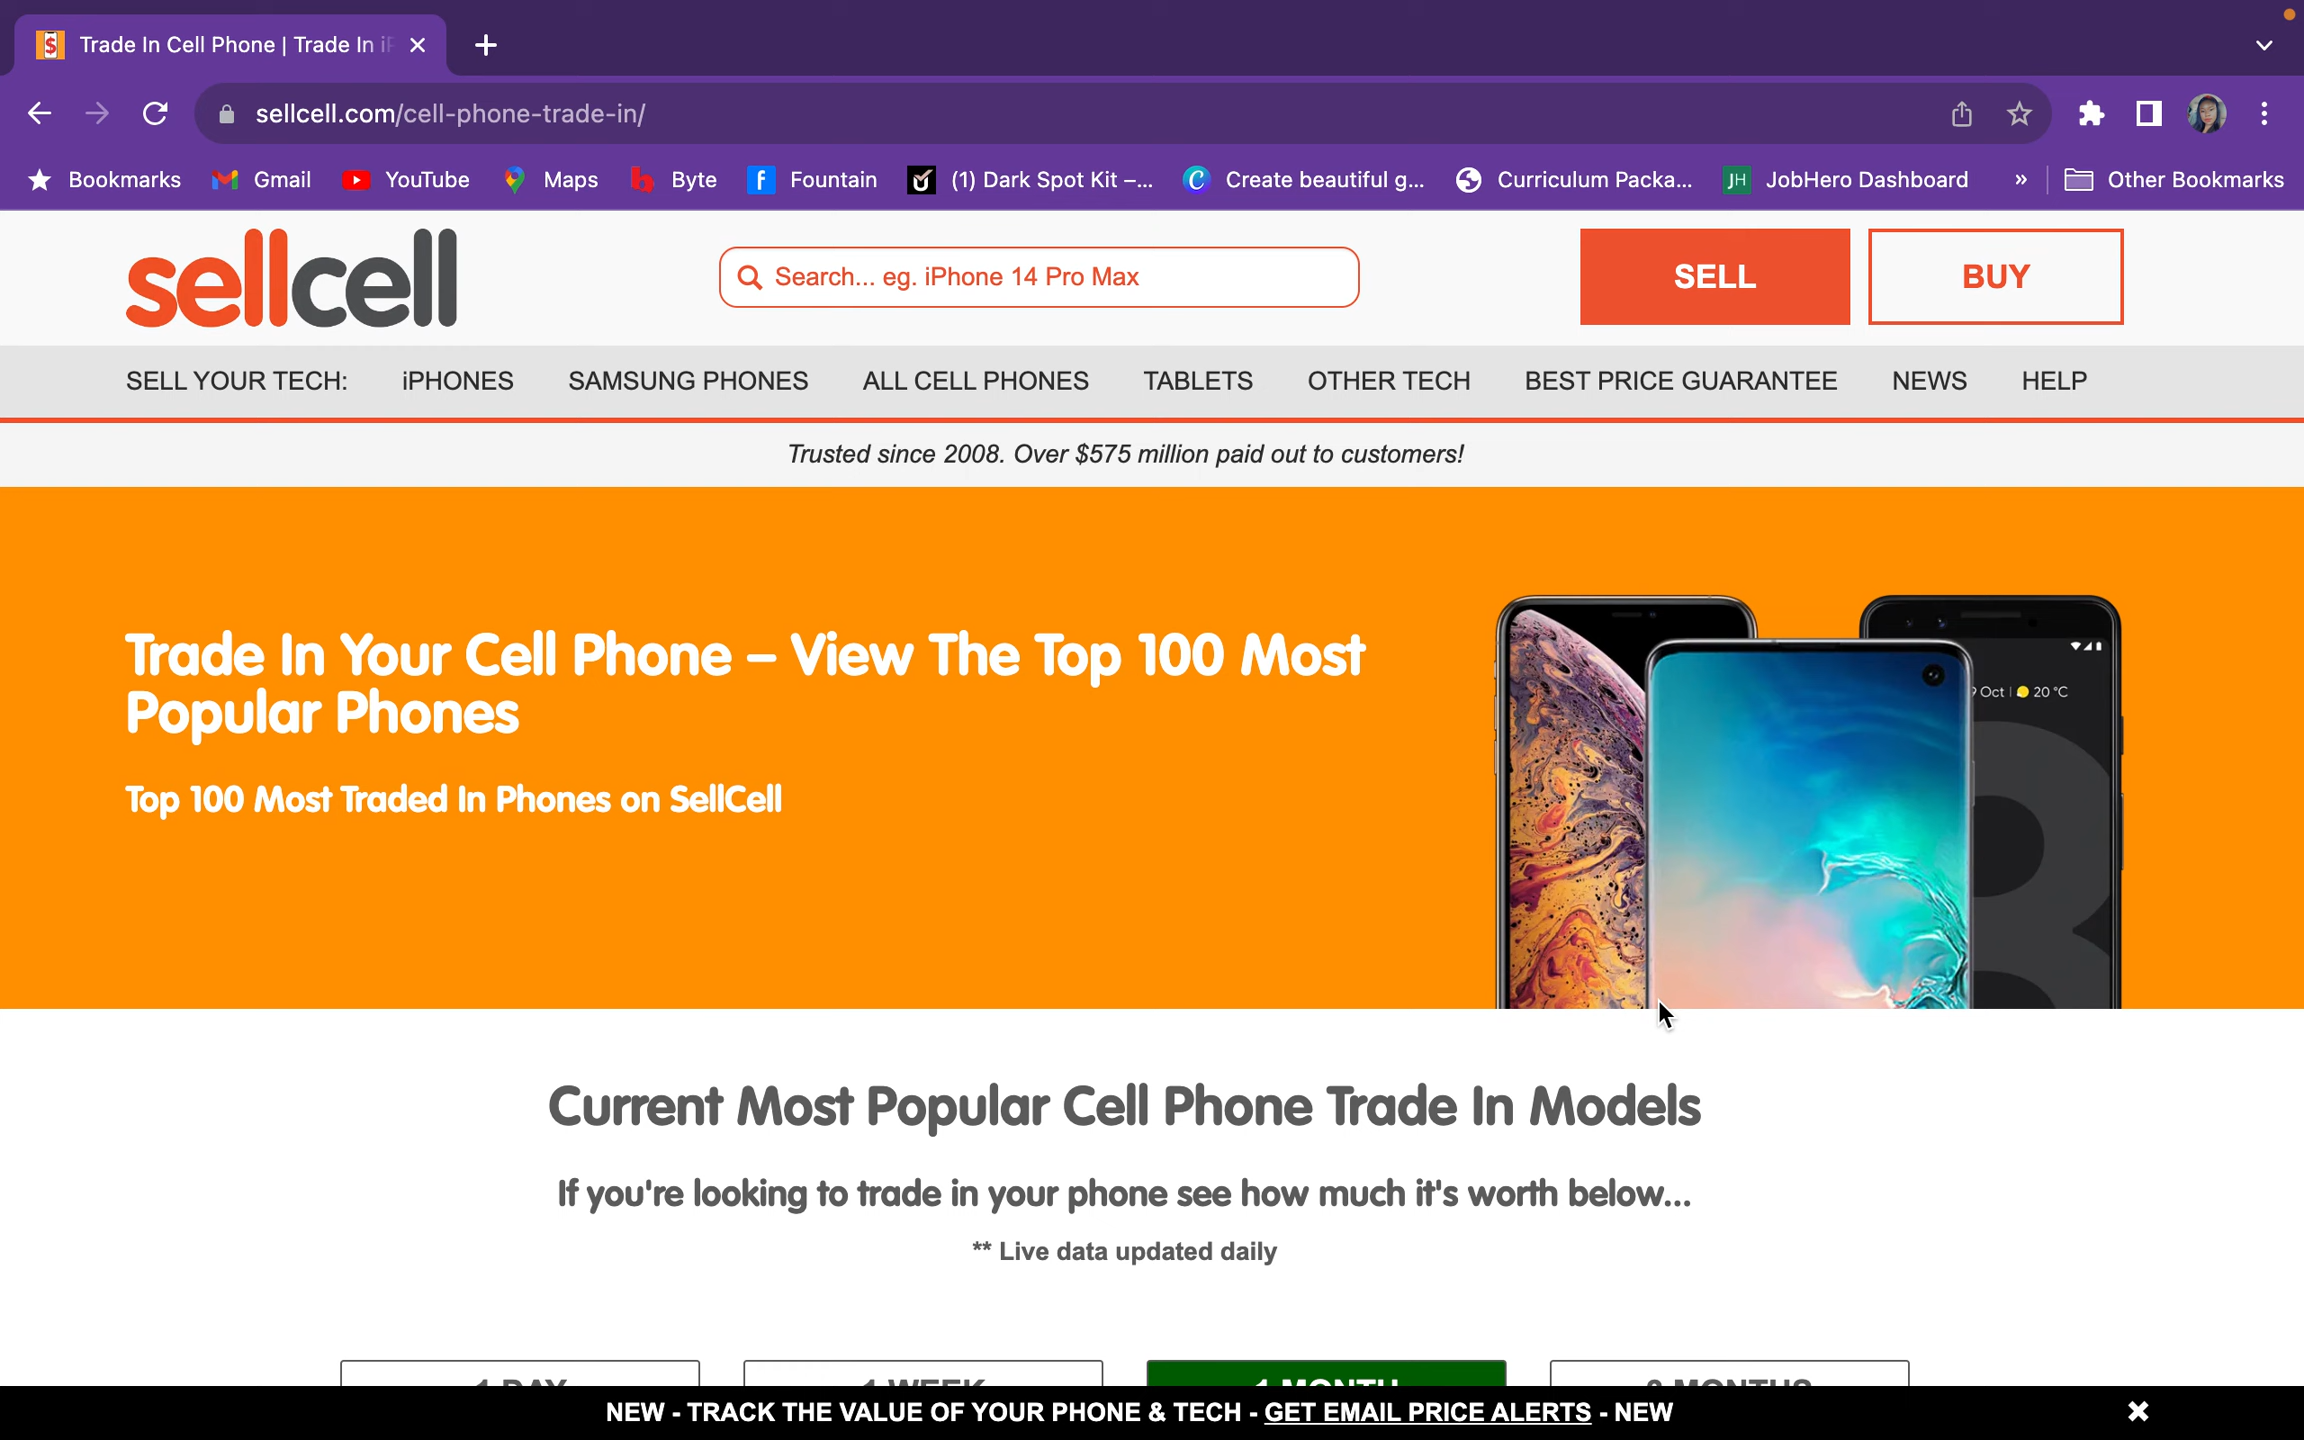 Trade In Cell Phone | Trade In iP
sellcell.com/cell-phone-trade-in/
Bookmarks Gmail YouTube Maps Byte Fountain (1) Dark Spot Kit –... Create beautiful g... Curriculum Packa... JobHero Dashboard » Other Bookmarks
sellcell
Search... eg. iPhone 14 Pro Max
SELL BUY
SELL YOUR TECH: iPHONES SAMSUNG PHONES ALL CELL PHONES TABLETS OTHER TECH BEST PRICE GUARANTEE NEWS HELP
Trusted since 2008. Over $575 million paid out to customers!
Trade In Your Cell Phone – View The Top 100 Most
Popular Phones
Top 100 Most Traded In Phones on SellCell
9 Oct | 20 °C
Current Most Popular Cell Phone Trade In Models
If you're looking to trade in your phone see how much it's worth below...
** Live data updated daily
1 DAY 1 WEEK 1 MONTH MONTHS
NEW - TRACK THE VALUE OF YOUR PHONE & TECH - GET EMAIL PRICE ALERTS - NEW